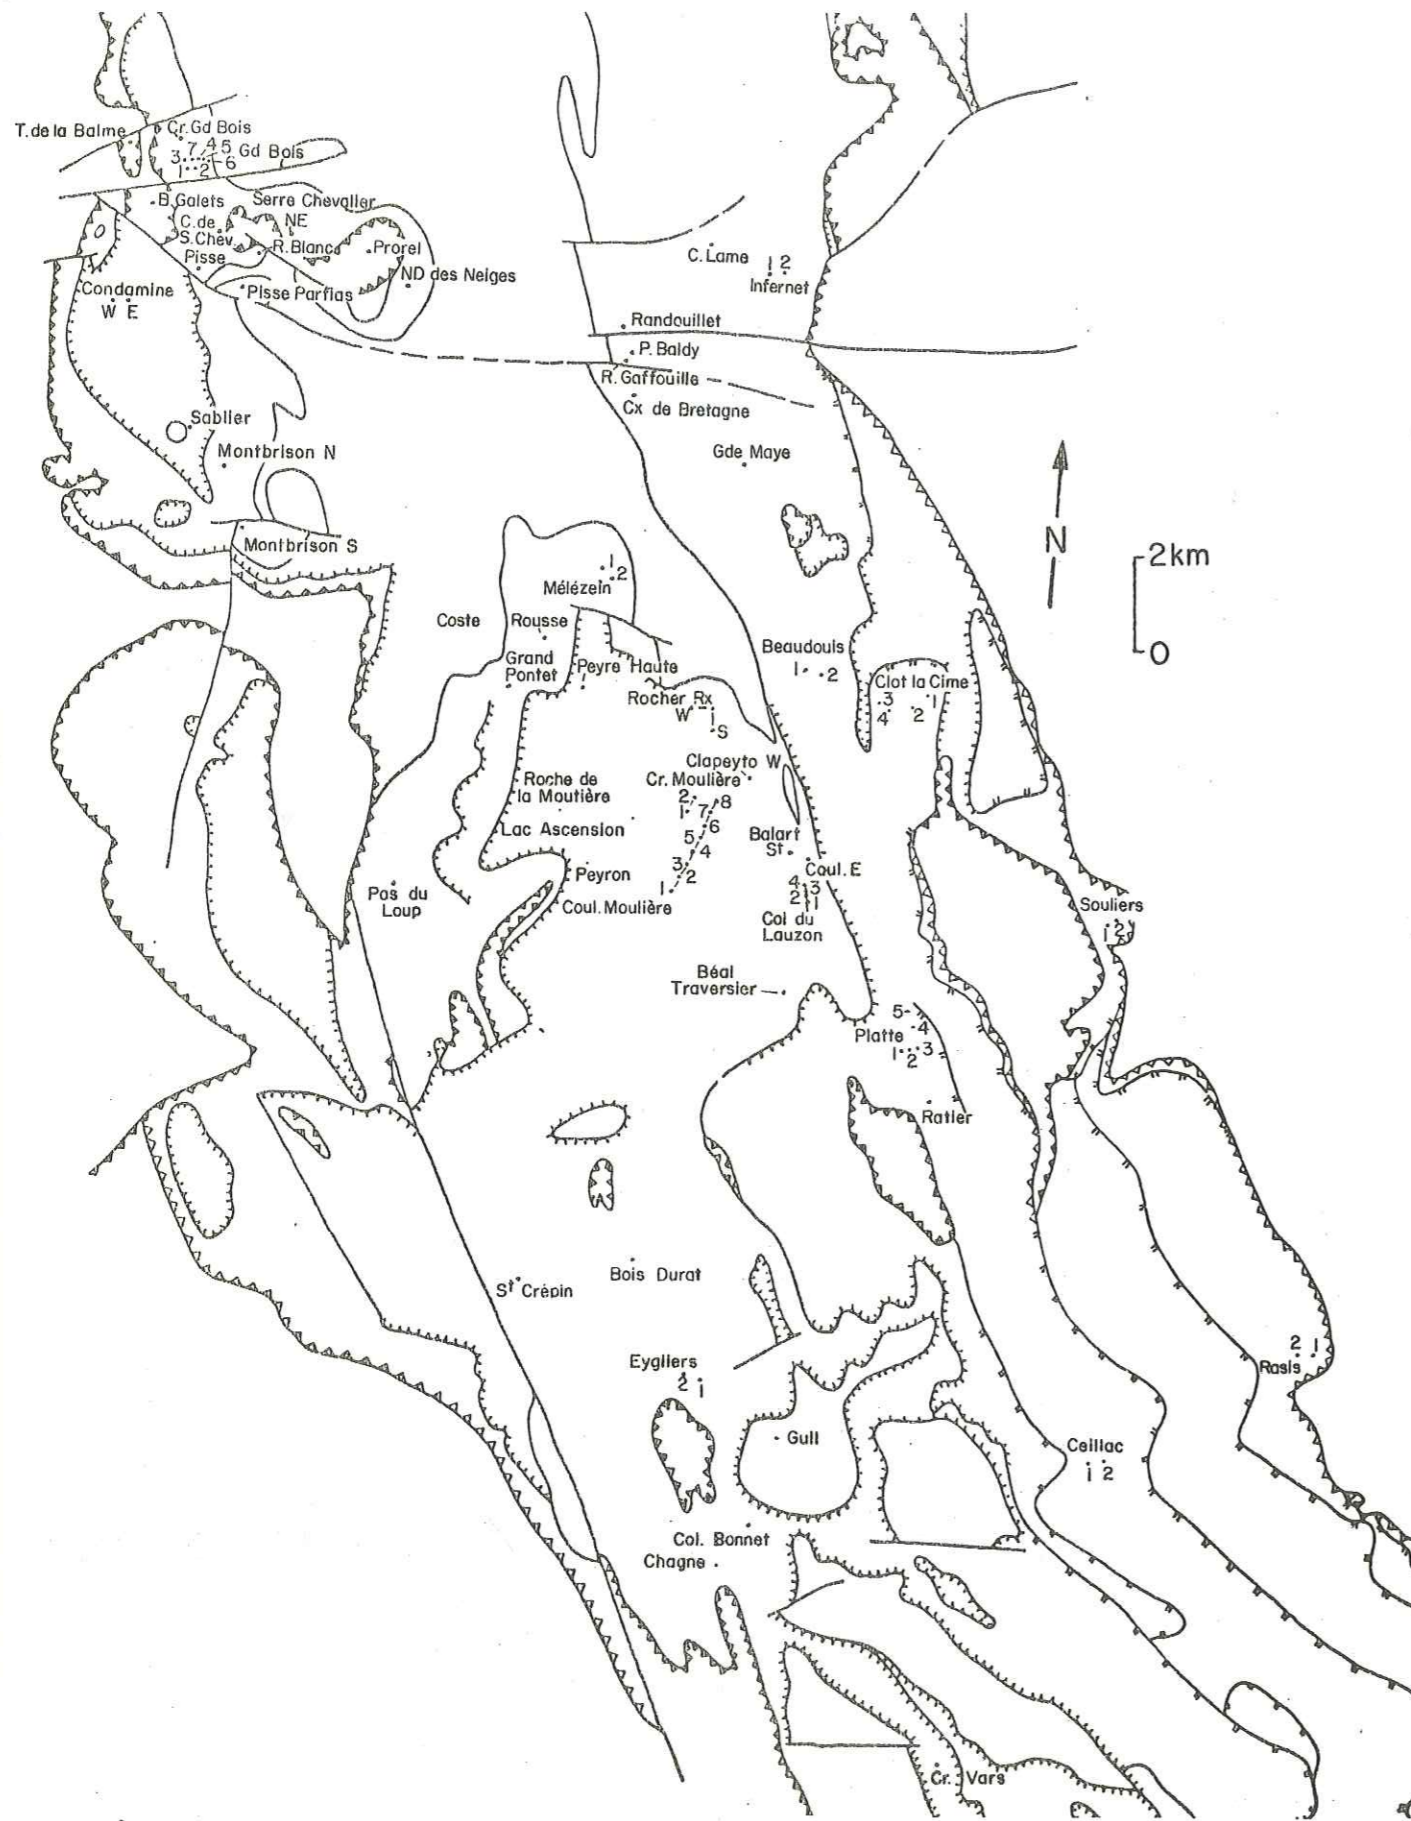 T. de la Balme
Cr. Gd Bois
7 4 5 Gd Bois
3 6
1 2
B. Galets
Serre Chevalier
C. de
S. Chev.
NE
R. Blanc
Prorel
Pisse
ND des Neiges
Condamine
W E
Pisse Parfias
C. Lame
1 2
Infernet
Randouillet
P. Baldy
R. Gaffouille
Cx de Bretagne
Sablier
Montbrison N
Gde Maye
N
2km
0
Montbrison S
1
2
Mélézein
Coste
Rousse
Grand
Pontet
Peyre Haute
Beaudouis
1 2
Clot la Cime
3 1
4 2
Rocher Rx
W
S
Clapeyto W
Cr. Moulière
2 8
1 7
6
5
4
3
2
1
Roche de
la Moutière
Lac Ascension
Balart
St
Coul. E
4 3
2 1
Col du
Lauzon
Peyron
Coul. Moulière
Pas du
Loup
Souliers
1 2
Béal
Traversier
5
4
Platte
1 2 3
Ratier
St Crépin
Bois Durat
Eygliers
2 1
2 1
Rasis
Guil
Ceillac
1 2
Col. Bonnet
Chagne
Cr. Vars